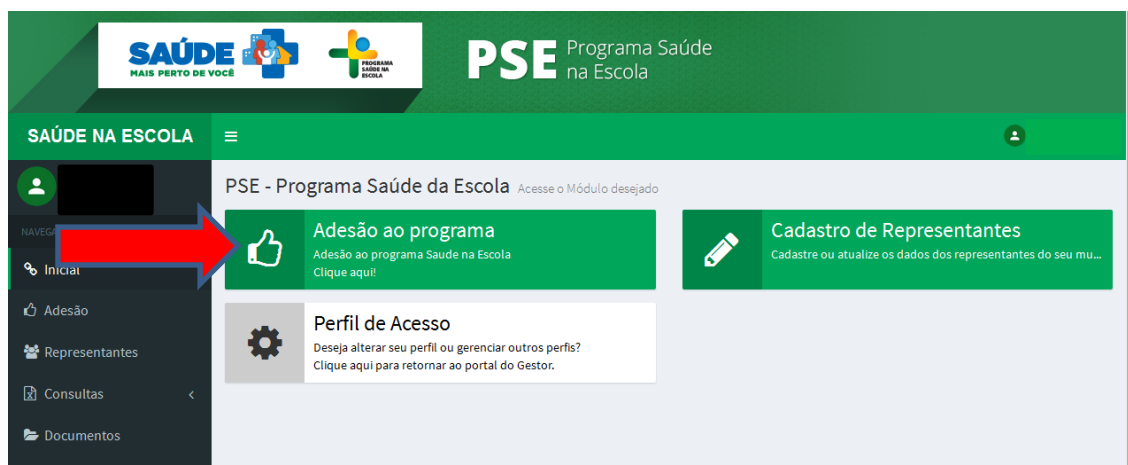 SAÚDE
MAIS PERTO DE VOCÊ
PROGRAMA
SAÚDE NA
ESCOLA
PSE Programa Saúde
na Escola
SAÚDE NA ESCOLA
PSE - Programa Saúde da Escola Acesse o Módulo desejado
Inicial
Adesão
Representantes
Consultas
Documentos
Adesão ao programa
Adesão ao programa Saude na Escola
Clique aqui!
Cadastro de Representantes
Cadastre ou atualize os dados dos representantes do seu mu...
Perfil de Acesso
Deseja alterar seu perfil ou gerenciar outros perfis?
Clique aqui para retornar ao portal do Gestor.